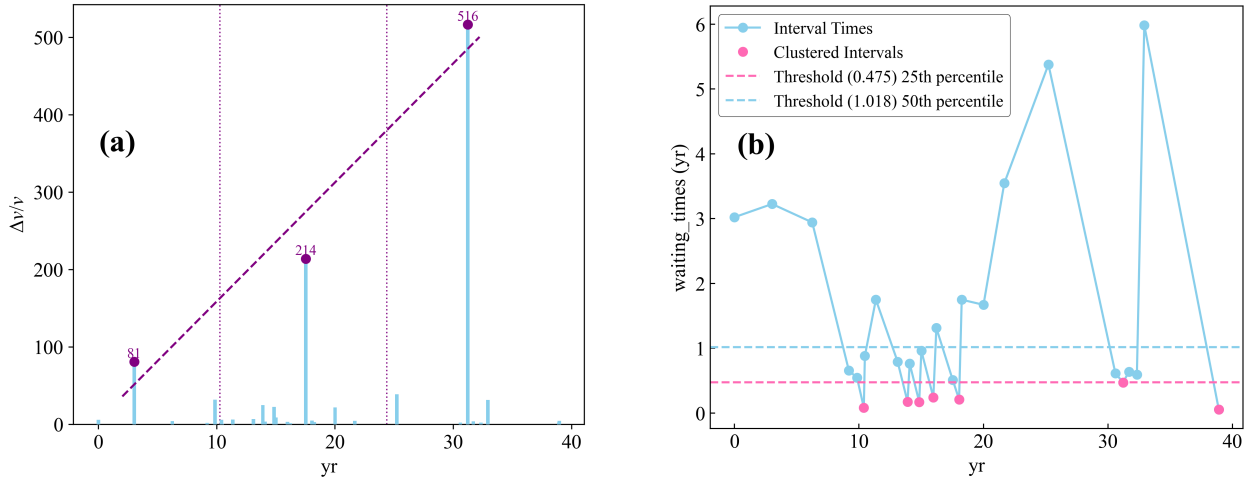 (a)
516
214
81
500
400
300
200
100
0
Δν/ν
0 10 20 30 40
yr
(b)
Interval Times
Clustered Intervals
Threshold (0.475) 25th percentile
Threshold (1.018) 50th percentile
6
5
4
3
2
1
0
waiting_times (yr)
0 10 20 30 40
yr